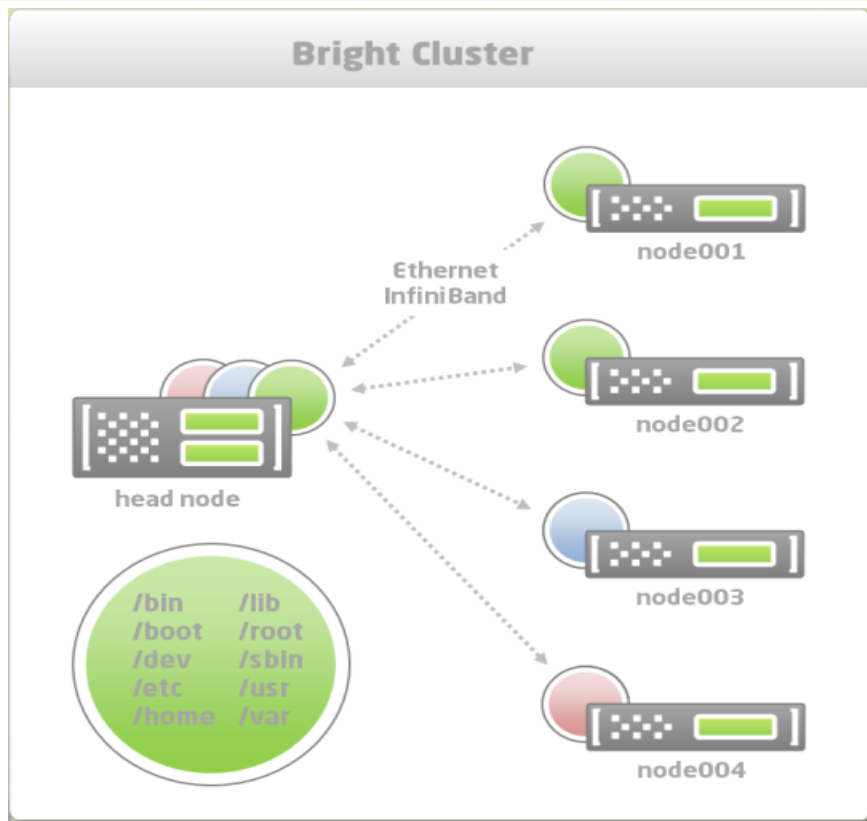 Bright Cluster
node001
Ethernet
InfiniBand
node002
head node
node003
/bin /lib
/boot /root
/dev /sbin
/etc /usr
/home /var
node004